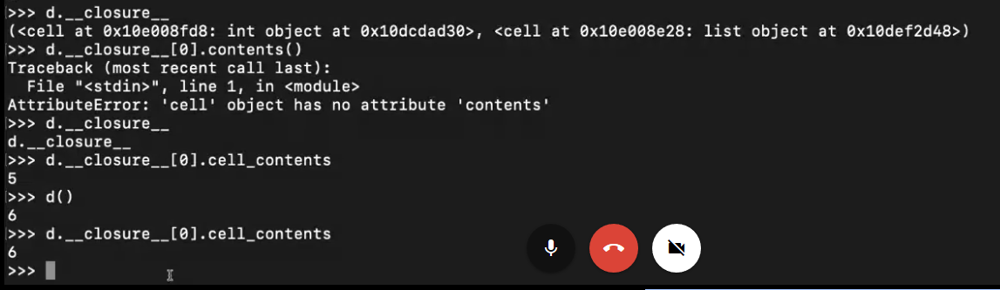 >>> d.__closure__
(<cell at 0x10e008fd8: int object at 0x10dcdad30>, <cell at 0x10e008e28: list object at 0x10def2d48>)
>>> d.__closure__[0].contents()
Traceback (most recent call last):
  File "<stdin>", line 1, in <module>
AttributeError: 'cell' object has no attribute 'contents'
>>> d.__closure__
d.__closure__
>>> d.__closure__[0].cell_contents
5
>>> d()
6
>>> d.__closure__[0].cell_contents
6
>>>